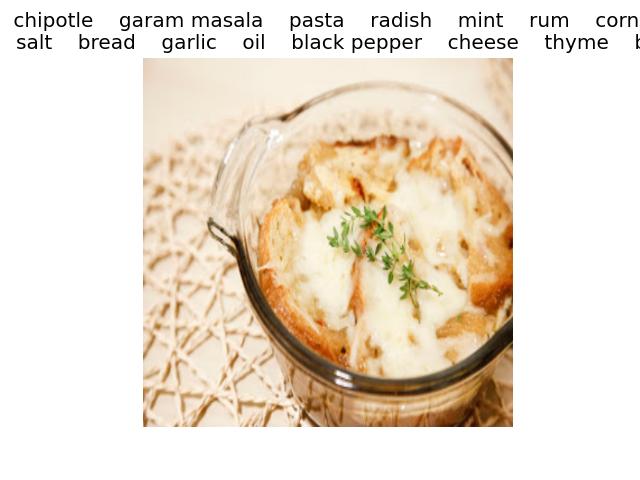 chipotle garam masala pasta radish mint rum corn
salt bread garlic oil black pepper cheese thyme